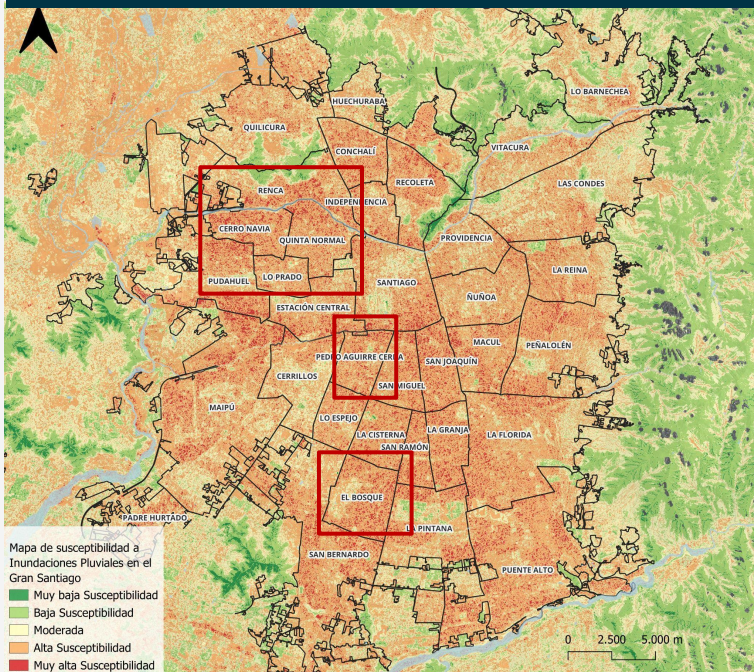 LO BARNECHEA
HUECHURABA
QUILICURA
CONCHALÍ
VITACURA
RECOLETA
LAS CONDES
RENCA
INDEPENDENCIA
CERRO NAVIA
QUINTA NORMAL
PROVIDENCIA
LA REINA
PUDAHUEL
LO PRADO
SANTIAGO
ÑUÑOA
ESTACIÓN CENTRAL
MACUL
PEÑALOLÉN
PEDRO AGUIRRE CERDA
SAN JOAQUÍN
CERRILLOS
SAN MIGUEL
MAIPÚ
LO ESPEJO
LA CISTERNA
LA GRANJA
LA FLORIDA
SAN RAMÓN
EL BOSQUE
PADRE HURTADO
LA PINTANA
SAN BERNARDO
PUENTE ALTO
Mapa de susceptibilidad a
Inundaciones Pluviales en el
Gran Santiago
Muy baja Susceptibilidad
Baja Susceptibilidad
Moderada
Alta Susceptibilidad
Muy alta Susceptibilidad
0 2.500 5.000 m